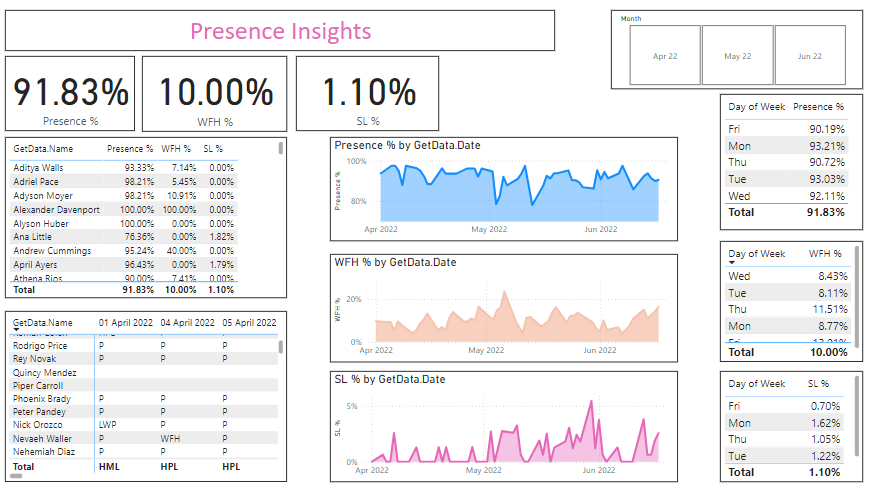 Presence Insights
Month
Apr 22 May 22 Jun 22
91.83%
Presence %
10.00%
WFH %
1.10%
SL %
GetData.Name Presence % WFH % SL %
Aditya Walls 93.33% 7.14% 0.00%
Adriel Pace 98.21% 5.45% 0.00%
Adyson Moyer 98.21% 10.91% 0.00%
Alexander Davenport 100.00% 100.00% 0.00%
Alyson Huber 100.00% 0.00% 0.00%
Ana Little 76.36% 0.00% 1.82%
Andrew Cummings 95.24% 40.00% 0.00%
April Ayers 96.43% 0.00% 1.79%
Athena Rios 90.00% 7.41% 0.00%
Total 91.83% 10.00% 1.10%
GetData.Name 01 April 2022 04 April 2022 05 April 2022
Rodrigo Price P P P
Rey Novak P P P
Quincy Mendez
Piper Carroll
Phoenix Brady P P P
Peter Pandey P P P
Nick Orozco LWP P P
Nevaeh Waller P WFH P
Nehemiah Diaz P P P
Total HML HPL HPL
Presence % by GetData.Date
Presence %
100%
80%
Apr 2022 May 2022 Jun 2022
WFH % by GetData.Date
WFH %
20%
0%
Apr 2022 May 2022 Jun 2022
SL % by GetData.Date
SL %
5%
0%
Apr 2022 May 2022 Jun 2022
Day of Week Presence %
Fri 90.19%
Mon 93.21%
Thu 90.72%
Tue 93.03%
Wed 92.11%
Total 91.83%
Day of Week WFH %
Wed 8.43%
Tue 8.11%
Thu 11.51%
Mon 8.77%
Total 10.00%
Day of Week SL %
Fri 0.70%
Mon 1.62%
Thu 1.05%
Tue 1.22%
Total 1.10%